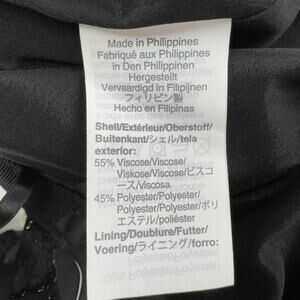 Made in Philippines
Fabriqué aux Philippines
in Den Philippinen
Hergestellt
Vervaardigd in Filipijnen
フィリピン製
Hecho en Filipinas
Shell/Extérieur/Oberstoff/
Buitenkant/シェル/tela
exterior:
55% Viscose/Viscose/
Viskose/Viscose/ビスコ
ース/viscosa
45% Polyester/Polyester/
Polyester/Polyester/ポリ
エステル/poliéster
Lining/Doublure/Futter/
Voering/ライニング/forro: